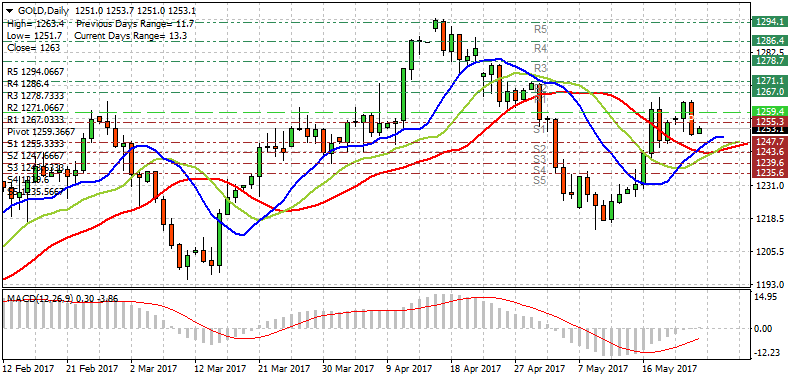 GOLD,Daily 1251.0 1253.7 1251.0 1253.1
High= 1263.4 Previous Days Range= 11.7
Low= 1251.7 Current Days Range= 13.3
Close= 1263
R5 1294.0667
R4 1286.4
R3 1278.7333
R2 1271.0667
R1 1267.0333
Pivot 1259.3667
S1 1255.3333
S2 1247.6667
S3
S4
S5 1235.5667
R5
R4
R3
S1
S2
S3
S4
S5
1294.1
1286.4
1278.7
1271.1
1267.0
1259.4
1255.3
1253.1
1247.7
1243.6
1239.6
1235.6
1231.0
1218.5
1205.5
1193.0
MACD(12,26,9) 0.30 -3.86
14.95
0.00
-12.23
12 Feb 2017
21 Feb 2017
2 Mar 2017
12 Mar 2017
21 Mar 2017
30 Mar 2017
9 Apr 2017
18 Apr 2017
27 Apr 2017
7 May 2017
16 May 2017